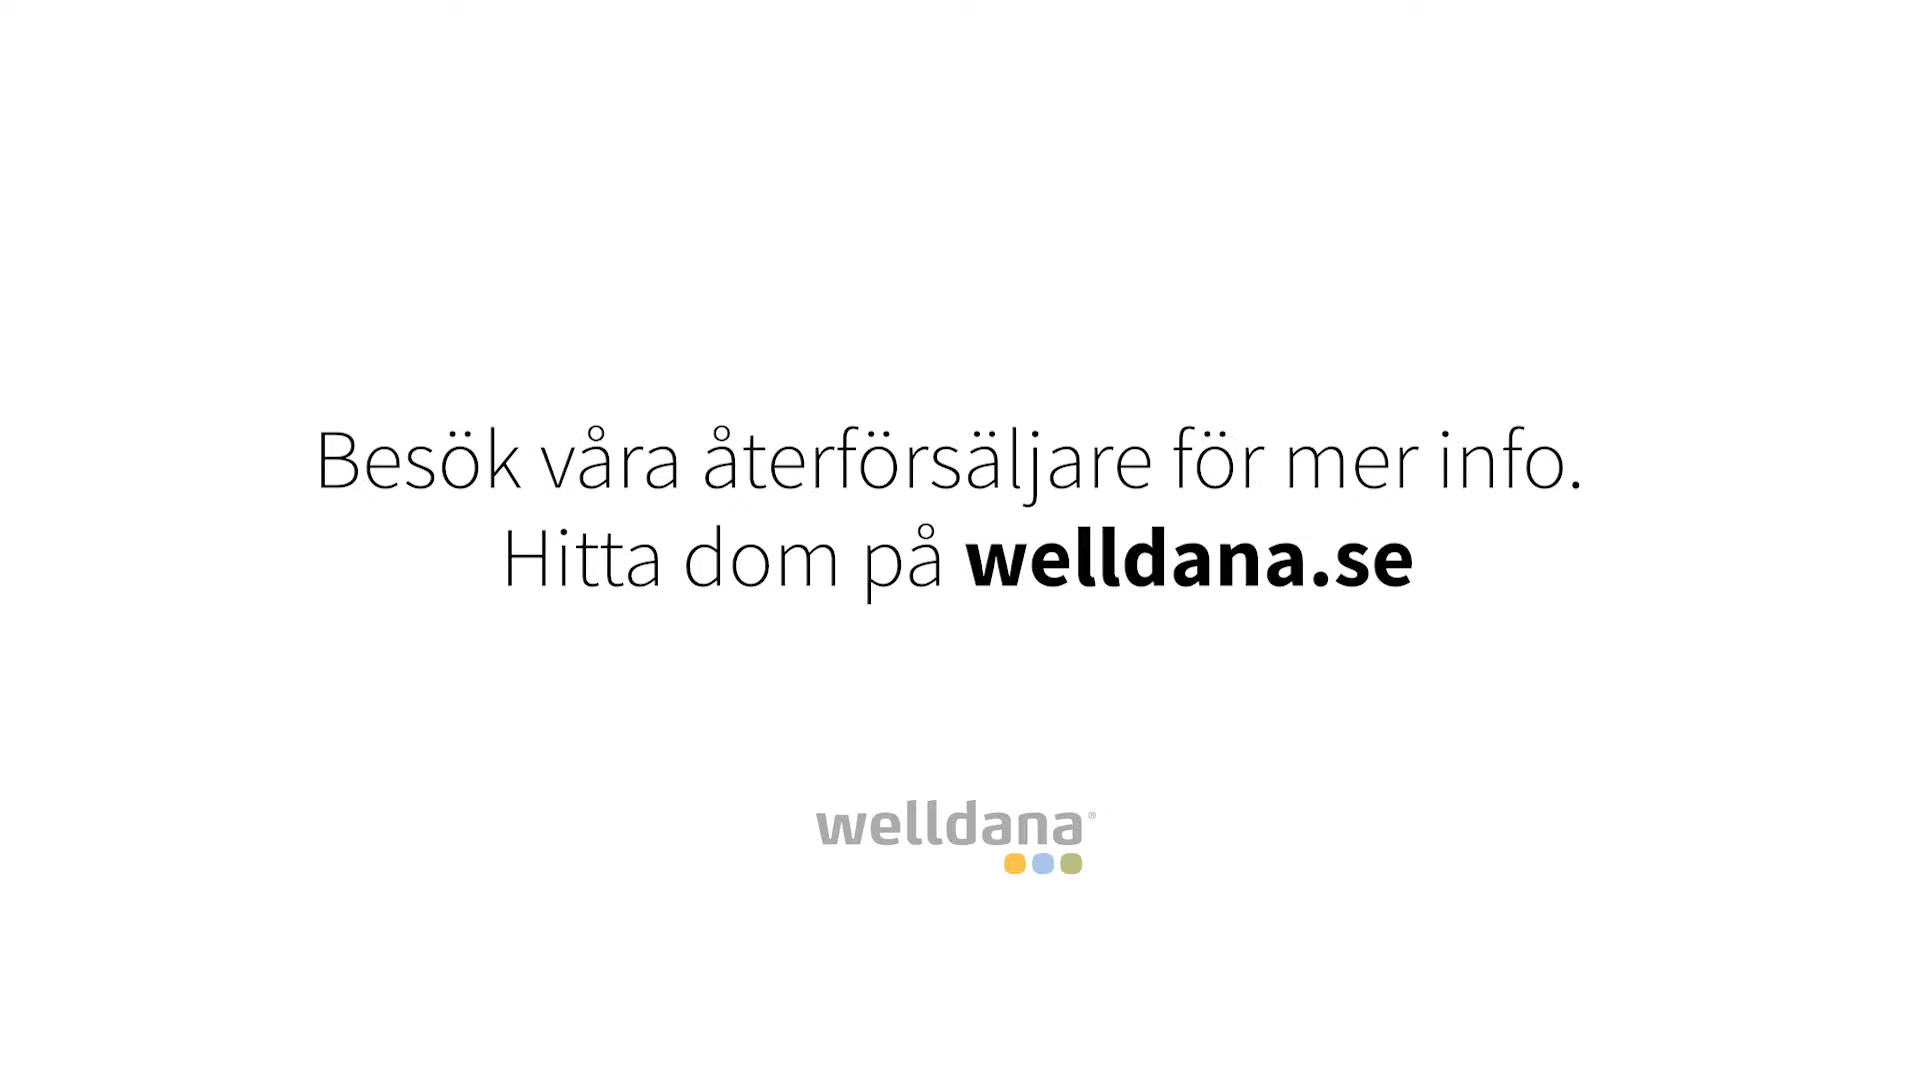 Besök våra återförsäljare för mer info.
Hitta dom på welldana.se
welldana®